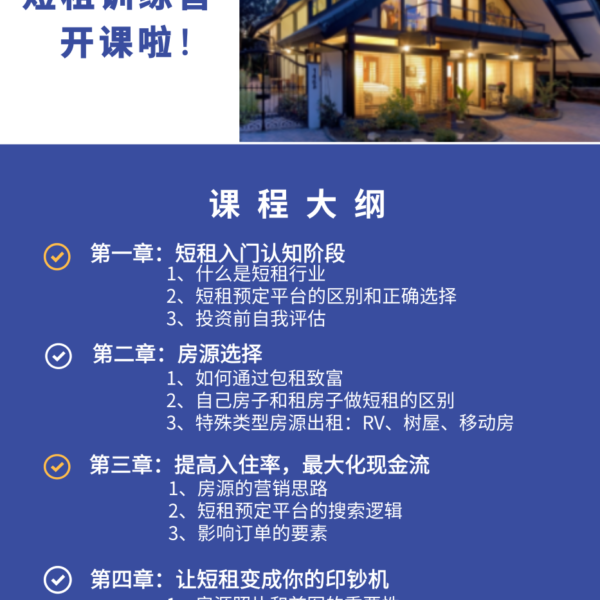 短租训练营
开课啦！
课程大纲
第一章：短租入门认知阶段
1、什么是短租行业
2、短租预定平台的区别和正确选择
3、投资前自我评估
第二章：房源选择
1、如何通过包租致富
2、自己房子和租房子做短租的区别
3、特殊类型房源出租：RV、树屋、移动房
第三章：提高入住率，最大化现金流
1、房源的营销思路
2、短租预定平台的搜索逻辑
3、影响订单的要素
第四章：让短租变成你的印钞机